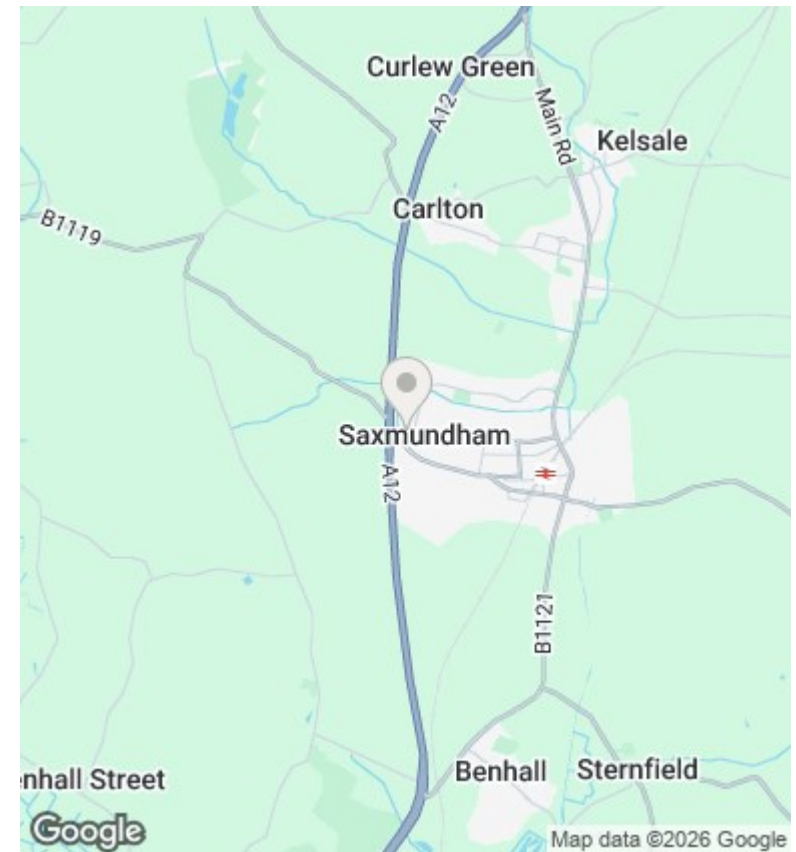 Curlew Green
A12
Main Rd
Kelsale
Carlton
B1119
Saxmundham
A12
B1121
Benhall
Sternfield
enhall Street
Google
Map data ©2026 Google